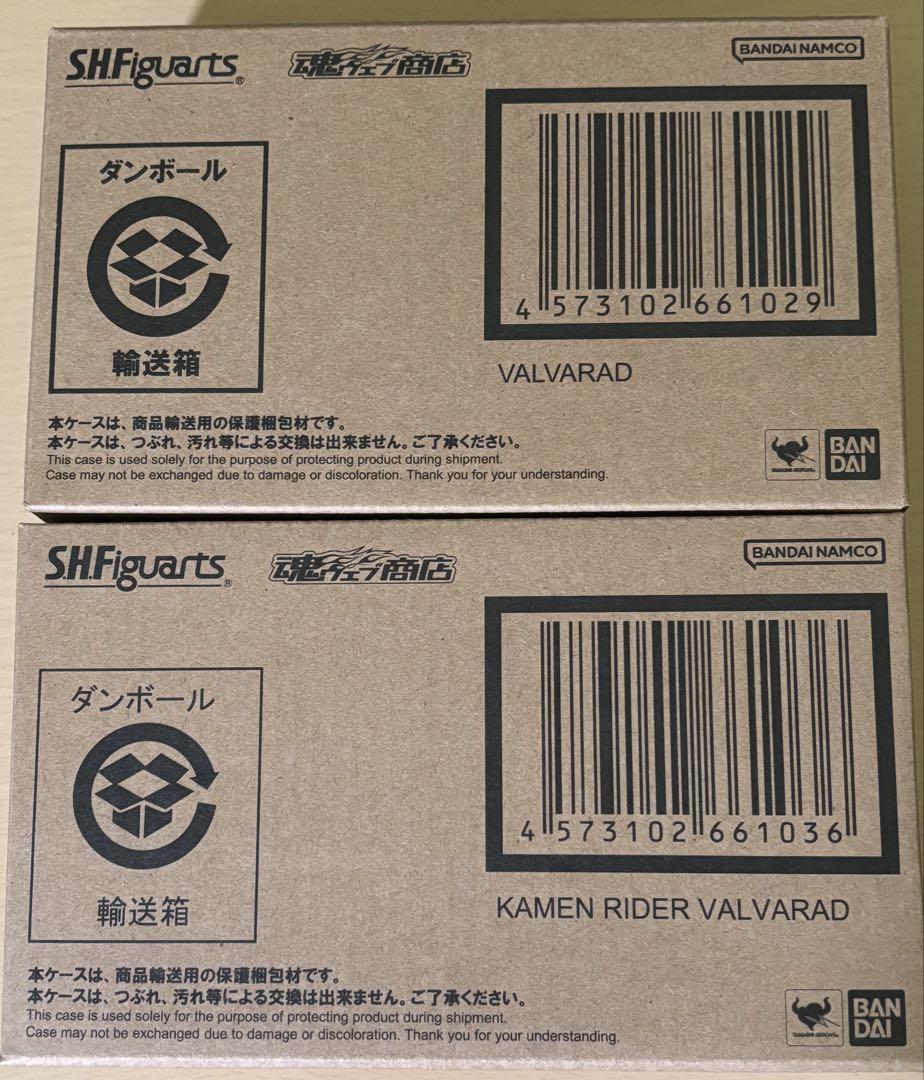 S.H.Figuarts®
魂ウェブ商店
BANDAI NAMCO
ダンボール
輸送箱
4 573102 661029
VALVARAD
本ケースは、商品輸送用の保護梱包材です。
本ケースは、つぶれ、汚れ等による交換は出来ません。ご了承ください。
This case is used solely for the purpose of protecting product during shipment.
Case may not be exchanged due to damage or discoloration. Thank you for your understanding.
BAN
DAI
S.H.Figuarts®
魂ウェブ商店
BANDAI NAMCO
ダンボール
輸送箱
4 573102 661036
KAMEN RIDER VALVARAD
本ケースは、商品輸送用の保護梱包材です。
本ケースは、つぶれ、汚れ等による交換は出来ません。ご了承ください。
This case is used solely for the purpose of protecting product during shipment.
Case may not be exchanged due to damage or discoloration. Thank you for your understanding.
BAN
DAI